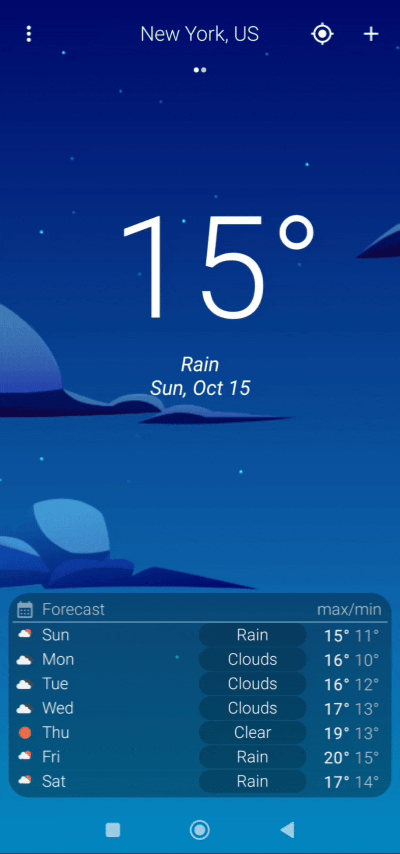 New York, US
15°
Rain
Sun, Oct 15
Forecast max/min
Sun Rain 15° 11°
Mon Clouds 16° 10°
Tue Clouds 16° 12°
Wed Clouds 17° 13°
Thu Clear 19° 13°
Fri Rain 20° 15°
Sat Rain 17° 14°